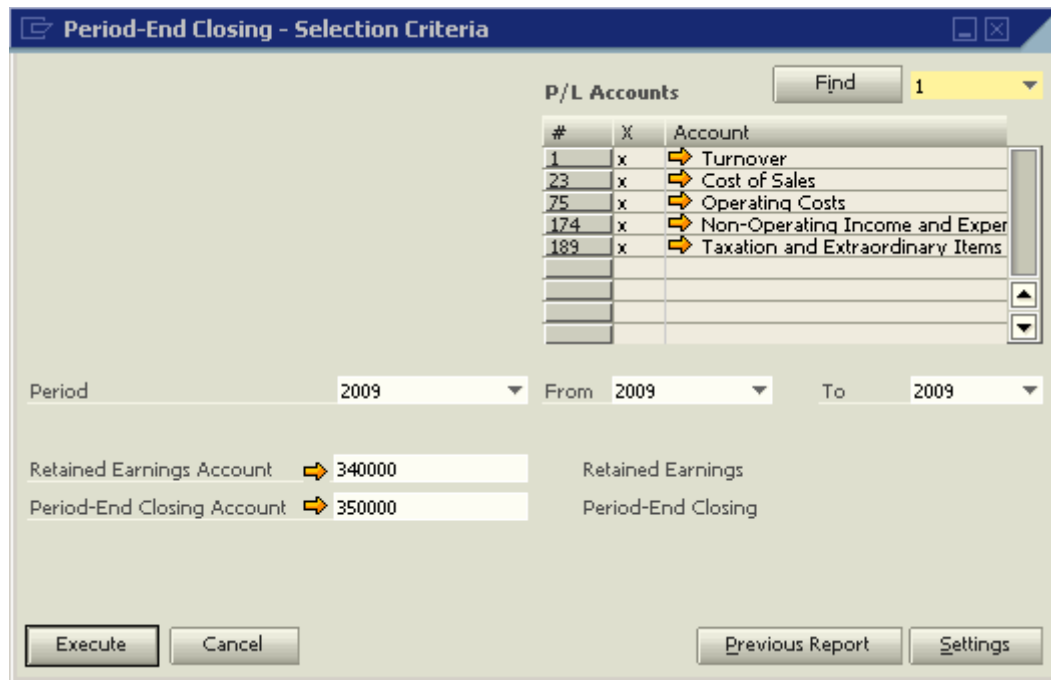 Period-End Closing - Selection Criteria
P/L Accounts Find 1
# X Account
1 x Turnover
23 x Cost of Sales
75 x Operating Costs
174 x Non-Operating Income and Exper
189 x Taxation and Extraordinary Items
Period 2009 From 2009 To 2009
Retained Earnings Account 340000 Retained Earnings
Period-End Closing Account 350000 Period-End Closing
Execute Cancel Previous Report Settings